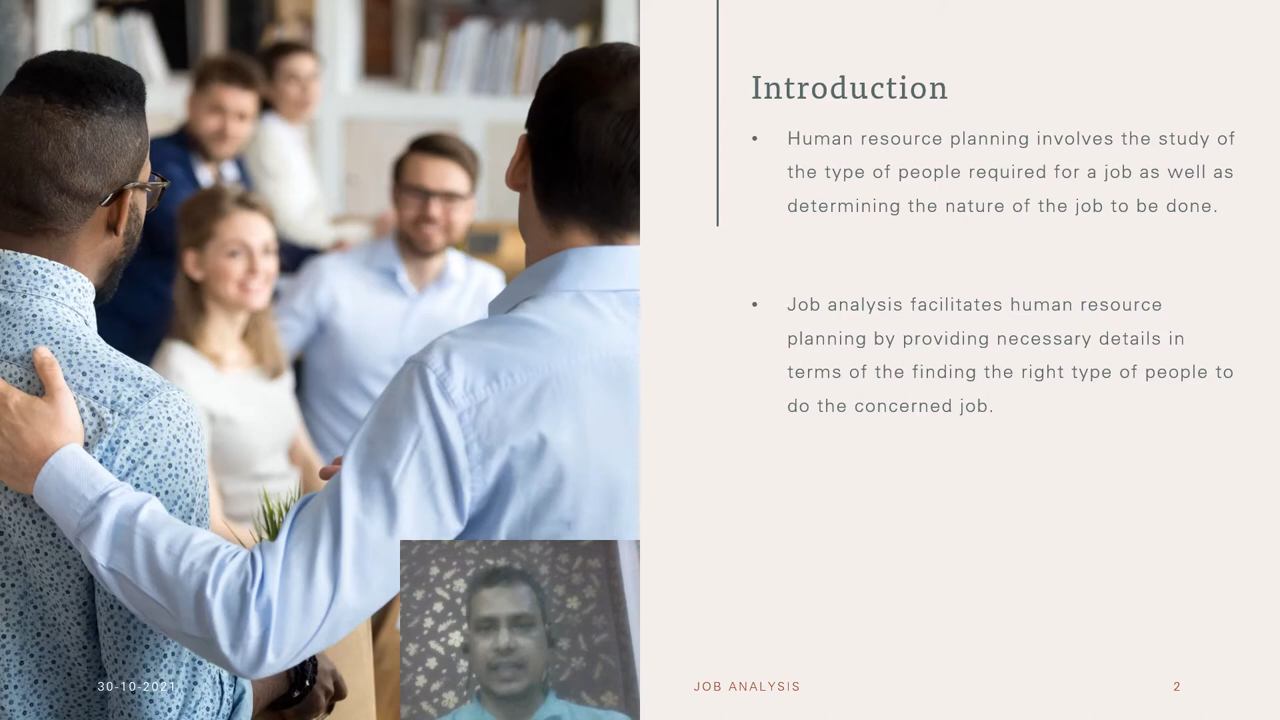 Introduction
• Human resource planning involves the study of
the type of people required for a job as well as
determining the nature of the job to be done.
• Job analysis facilitates human resource
planning by providing necessary details in
terms of the finding the right type of people to
do the concerned job.
30-10-2021
JOB ANALYSIS
2